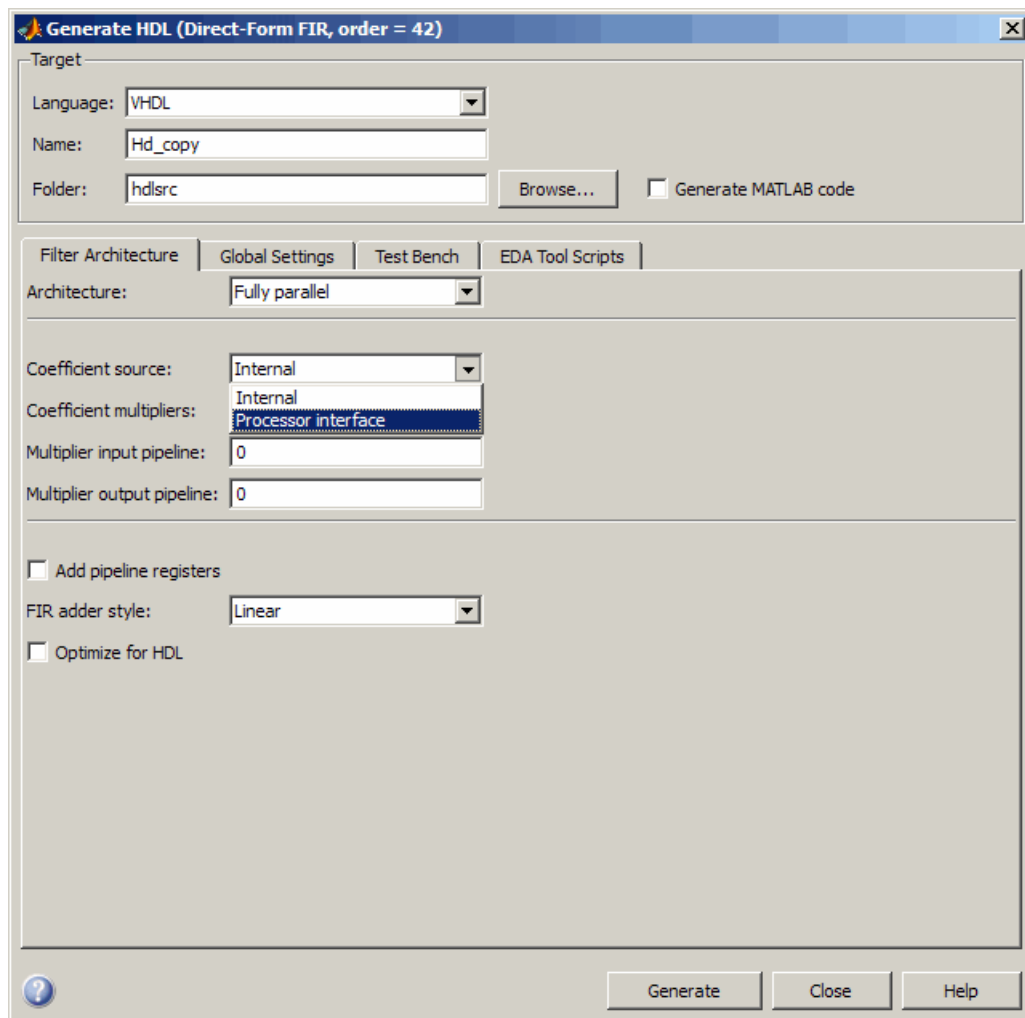 Generate HDL (Direct-Form FIR, order = 42)
Target
Language: VHDL
Name: Hd_copy
Folder: hdlsrc Browse... Generate MATLAB code
Filter Architecture Global Settings Test Bench EDA Tool Scripts
Architecture: Fully parallel
Coefficient source: Internal
Internal
Coefficient multipliers:
Processor interface
Multiplier input pipeline: 0
Multiplier output pipeline: 0
Add pipeline registers
FIR adder style: Linear
Optimize for HDL
? Generate Close Help